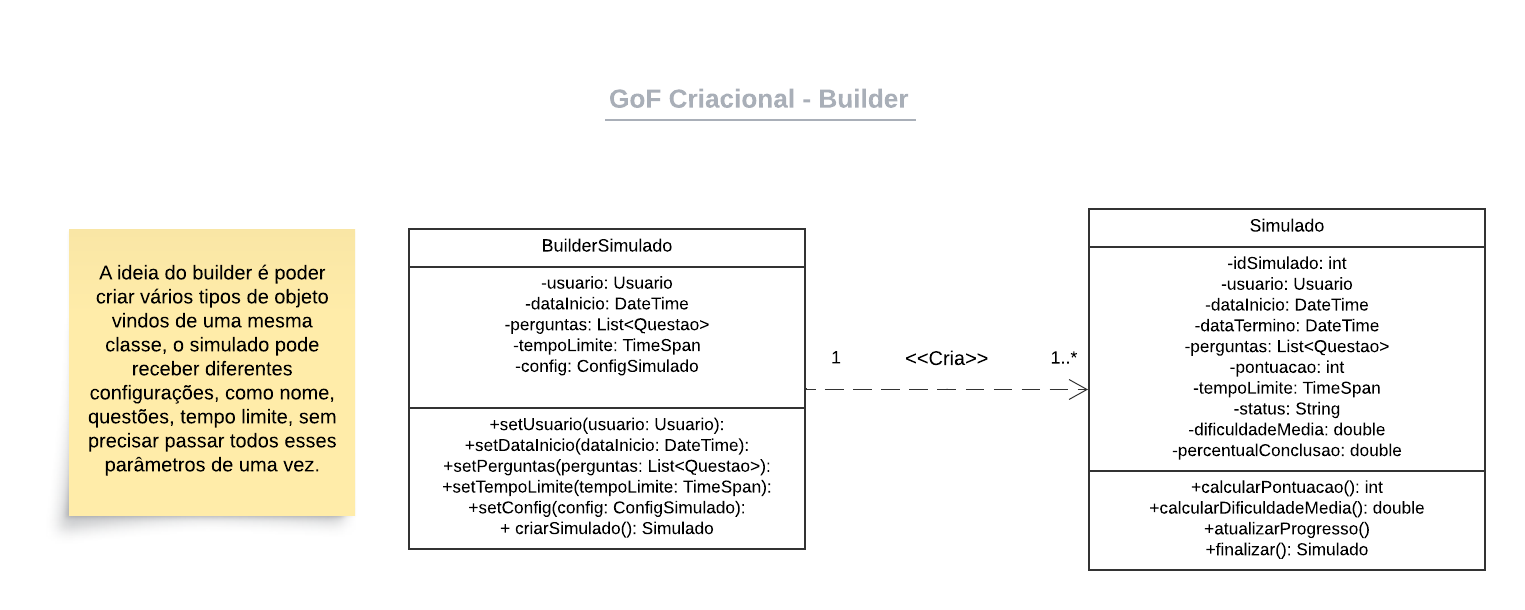 GoF Criacional - Builder
A ideia do builder é poder
criar vários tipos de objeto
vindos de uma mesma
classe, o simulado pode
receber diferentes
configurações, como nome,
questões, tempo limite, sem
precisar passar todos esses
parâmetros de uma vez.
BuilderSimulado
-usuario: Usuario
-dataInicio: DateTime
-perguntas: List<Questao>
-tempoLimite: TimeSpan
-config: ConfigSimulado
+setUsuario(usuario: Usuario):
+setDataInicio(dataInicio: DateTime):
+setPerguntas(perguntas: List<Questao>):
+setTempoLimite(tempoLimite: TimeSpan):
+setConfig(config: ConfigSimulado):
+ criarSimulado(): Simulado
1 <<Cria>> 1..*
Simulado
-idSimulado: int
-usuario: Usuario
-dataInicio: DateTime
-dataTermino: DateTime
-perguntas: List<Questao>
-pontuacao: int
-tempoLimite: TimeSpan
-status: String
-dificuldadeMedia: double
-percentualConclusao: double
+calcularPontuacao(): int
+calcularDificuldadeMedia(): double
+atualizarProgresso()
+finalizar(): Simulado